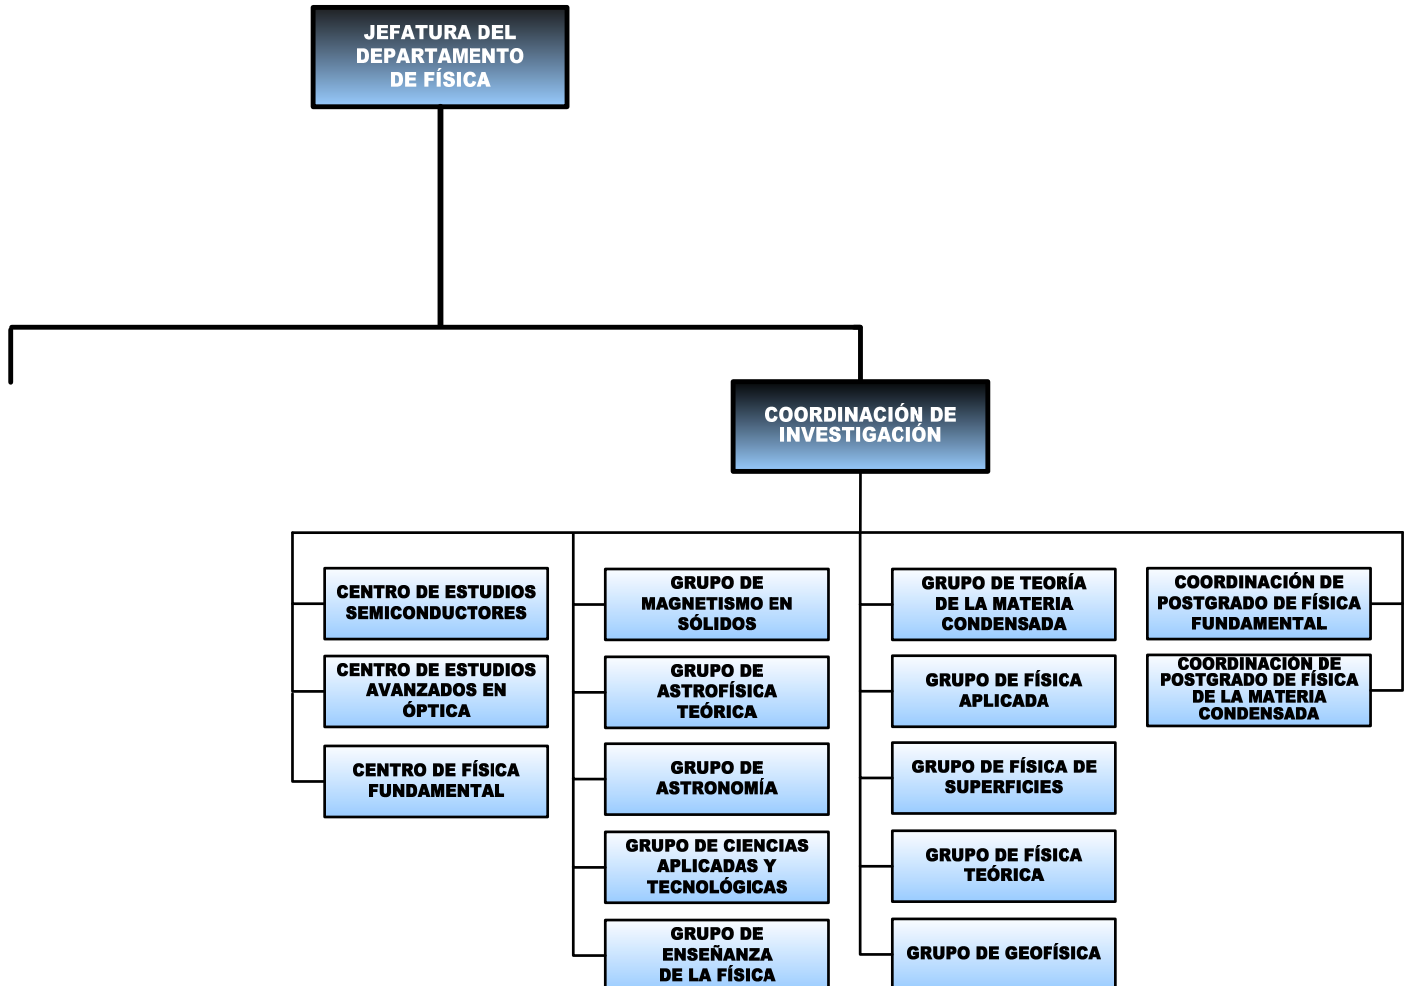 JEFATURA DEL
DEPARTAMENTO
DE FÍSICA
COORDINACIÓN DE
INVESTIGACIÓN
CENTRO DE ESTUDIOS
SEMICONDUCTORES
CENTRO DE ESTUDIOS
AVANZADOS EN
ÓPTICA
CENTRO DE FÍSICA
FUNDAMENTAL
GRUPO DE
MAGNETISMO EN
SÓLIDOS
GRUPO DE
ASTROFÍSICA
TEÓRICA
GRUPO DE
ASTRONOMÍA
GRUPO DE CIENCIAS
APLICADAS Y
TECNOLÓGICAS
GRUPO DE
ENSEÑANZA
DE LA FÍSICA
GRUPO DE TEORÍA
DE LA MATERIA
CONDENSADA
GRUPO DE FÍSICA
APLICADA
GRUPO DE FÍSICA DE
SUPERFICIES
GRUPO DE FÍSICA
TEÓRICA
GRUPO DE GEOFÍSICA
COORDINACIÓN DE
POSTGRADO DE FÍSICA
FUNDAMENTAL
COORDINACIÓN DE
POSTGRADO DE FÍSICA
DE LA MATERIA
CONDENSADA